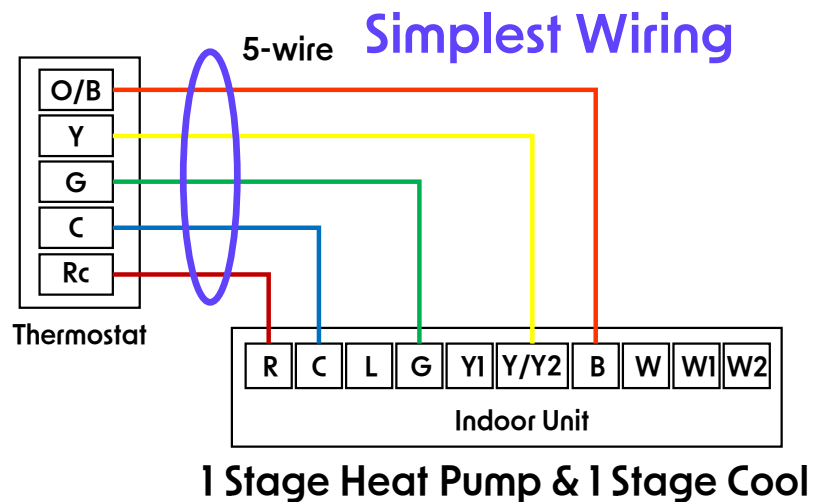 Simplest Wiring
5-wire
O/B
Y
G
C
Rc
Thermostat
R C L G Y1 Y/Y2 B W W1 W2
Indoor Unit
1 Stage Heat Pump & 1 Stage Cool